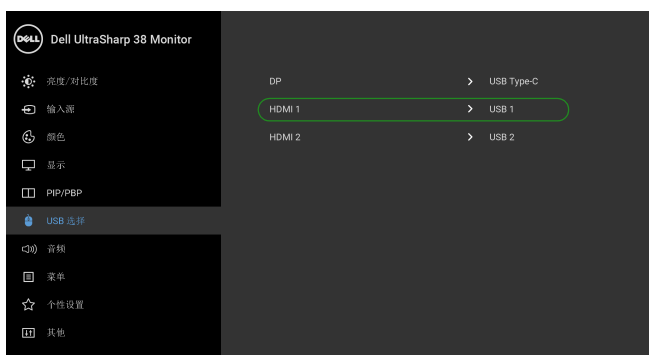 DELL Dell UltraSharp 38 Monitor
亮度/对比度
输入源
颜色
显示
PIP/PBP
USB 选择
音频
菜单
个性设置
其他
DP USB Type-C
HDMI 1 USB 1
HDMI 2 USB 2